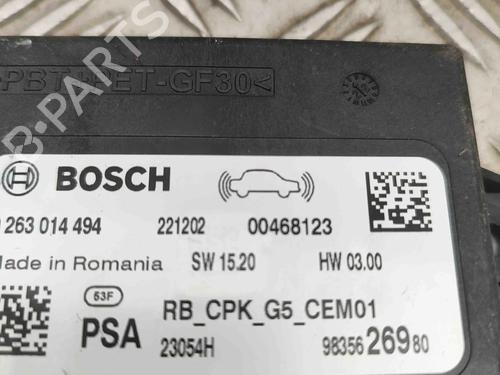 PBT+PET-GF30<
B-PARTS
BOSCH
263 014 494 221202 00468123
Made in Romania SW 15.20 HW 03.00
53F
PSA RB_CPK_G5_CEM01
23054H 98356 269 80